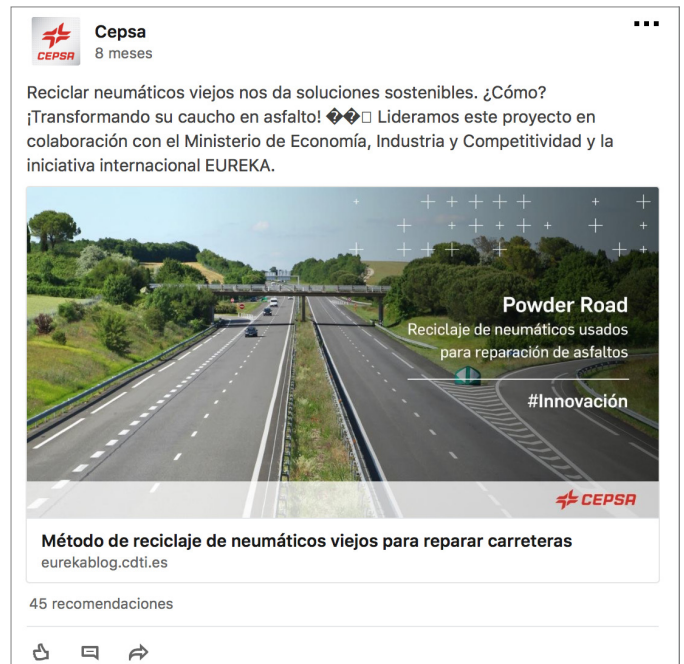 Cepsa
CEPSA
8 meses
Reciclar neumáticos viejos nos da soluciones sostenibles. ¿Cómo?
¡Transformando su caucho en asfalto! ��□ Lideramos este proyecto en
colaboración con el Ministerio de Economía, Industria y Competitividad y la
iniciativa internacional EUREKA.
Powder Road
Reciclaje de neumáticos usados
para reparación de asfaltos
#Innovación
CEPSA
Método de reciclaje de neumáticos viejos para reparar carreteras
eurekablog.cdti.es
45 recomendaciones